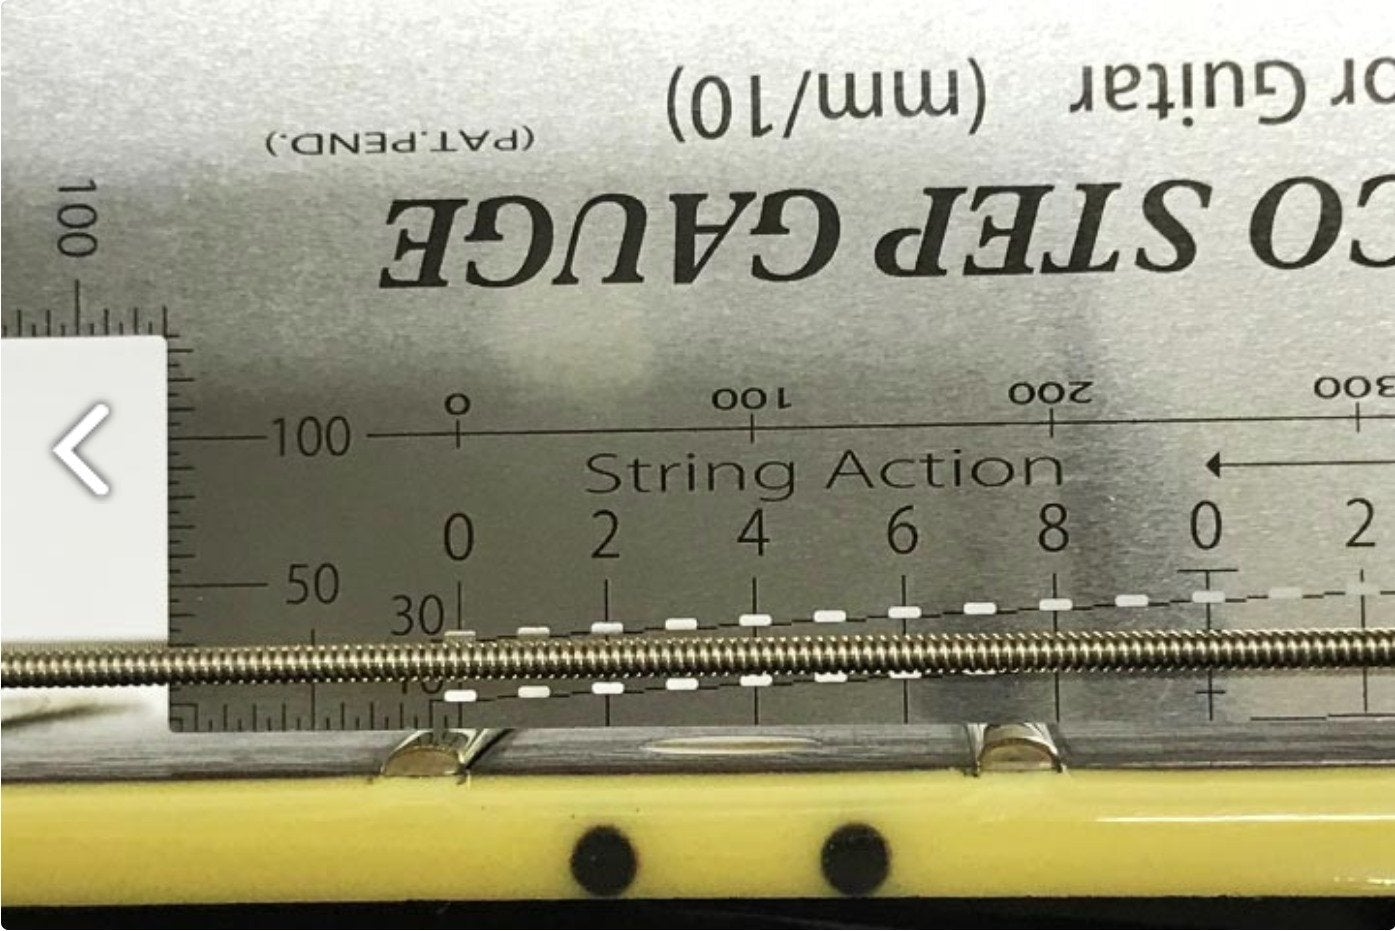 or Guitar (mm/10)
(PAT.PEND.)
CO STEP GAUGE
100
0 100 200 300
100
String Action
0 2 4 6 8 0 2
50
30